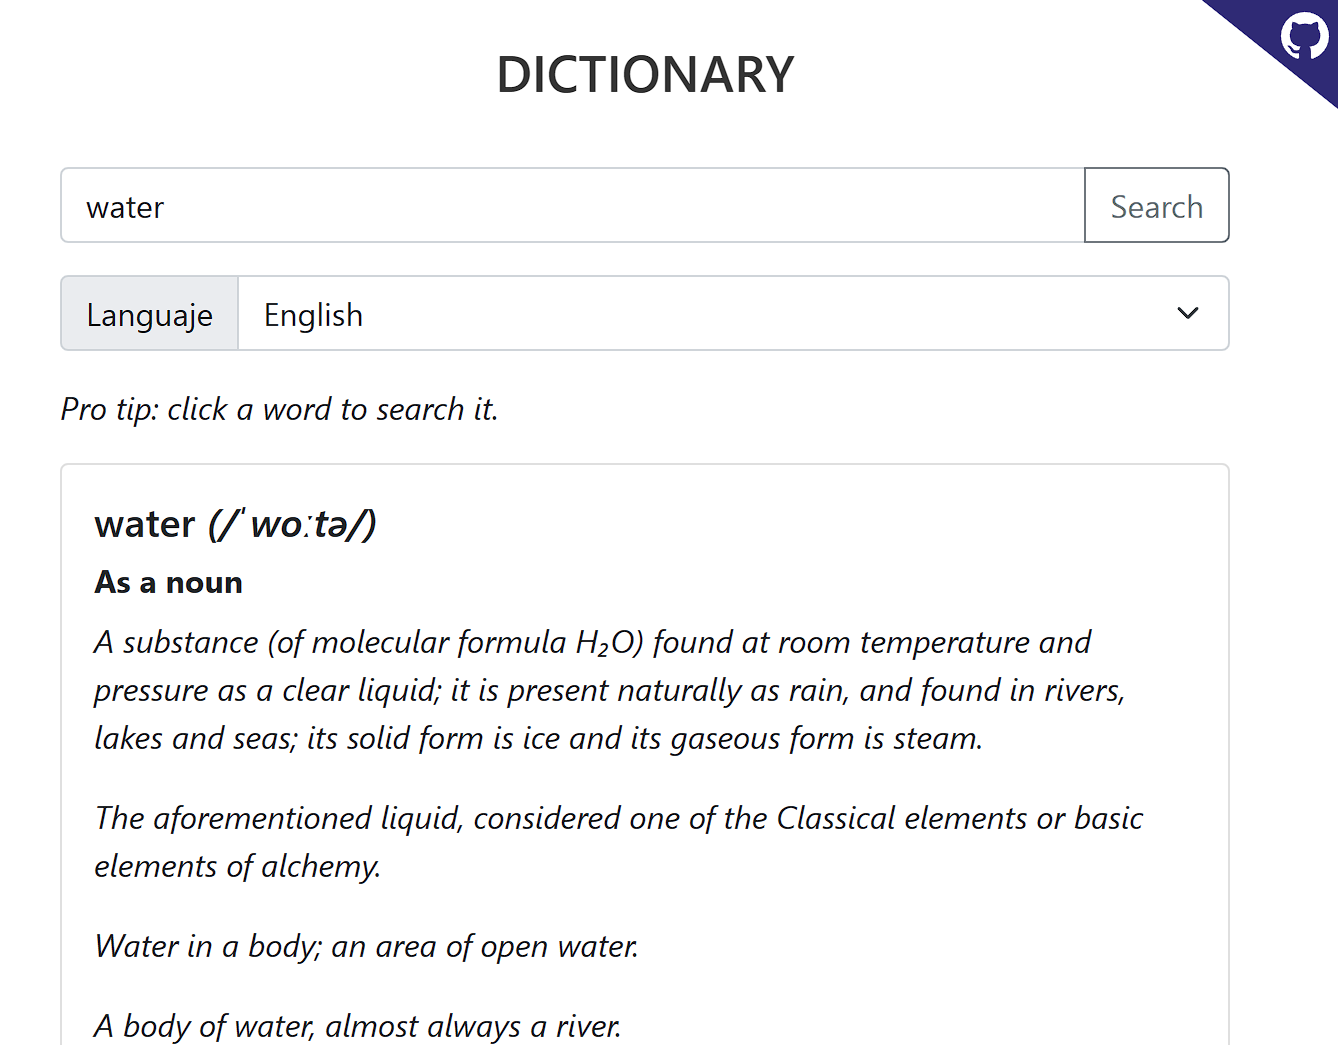 DICTIONARY
water
Search
Languaje
English
Pro tip: click a word to search it.
water (/ˈwoːtə/)
As a noun
A substance (of molecular formula H₂O) found at room temperature and
pressure as a clear liquid; it is present naturally as rain, and found in rivers,
lakes and seas; its solid form is ice and its gaseous form is steam.
The aforementioned liquid, considered one of the Classical elements or basic
elements of alchemy.
Water in a body; an area of open water.
A body of water, almost always a river.